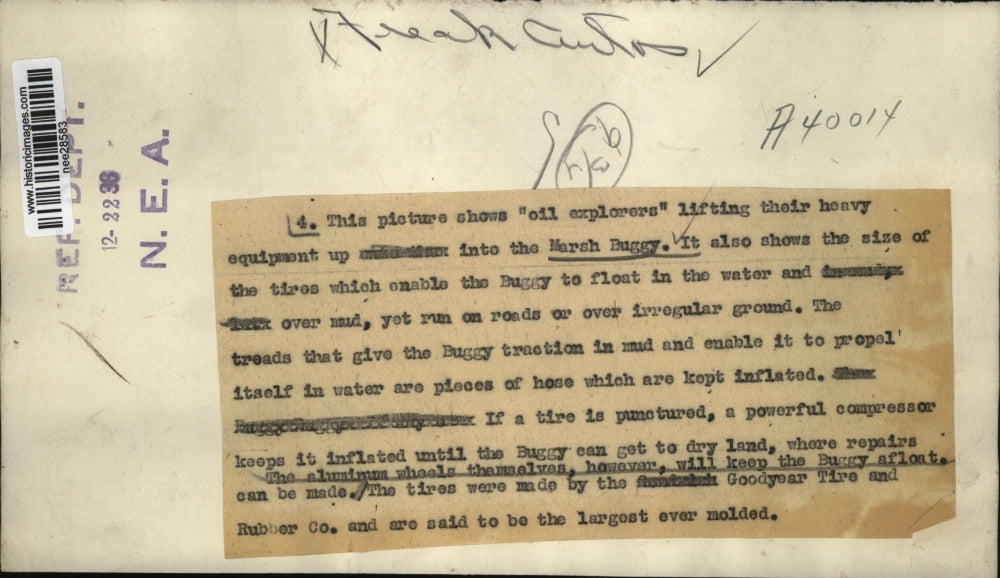 Freak Autos
A40014
www.historicimages.com
nee28583
REF. DEPT.
12-22 36
N. E. A.
4. This picture shows "oil explorers" lifting their heavy
equipment up into the Marsh Buggy. It also shows the size of
the tires which enable the Buggy to float in the water and
over mud, yet run on roads or over irregular ground. The
treads that give the Buggy traction in mud and enable it to propel'
itself in water are pieces of hose which are kept inflated.
If a tire is punctured, a powerful compressor
keeps it inflated until the Buggy can get to dry land, where repairs
The aluminum wheels themselves, however, will keep the Buggy afloat.
can be made. The tires were made by the Goodyear Tire and
Rubber Co. and are said to be the largest ever molded.